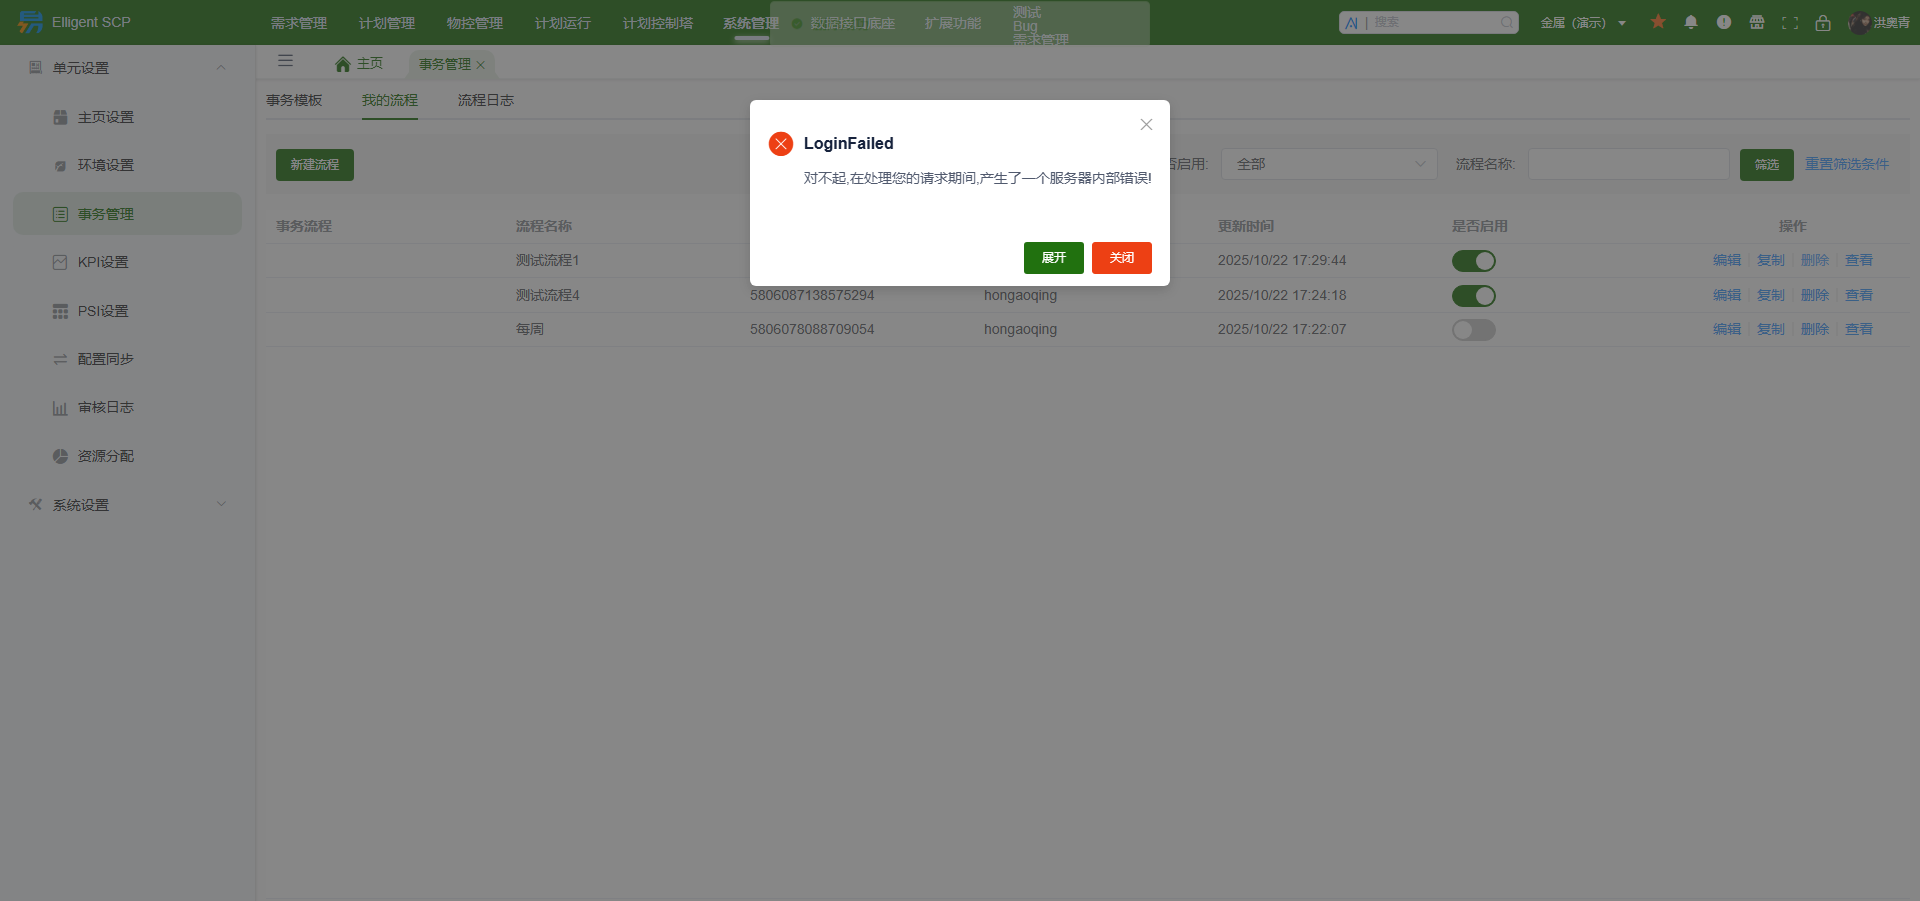 Elligent SCP
需求管理 计划管理 物控管理 计划运行 计划控制塔 系统管理 数据接口底座 扩展功能
测试
Bug
需求管理
AI | 搜索
金属（演示）
洪奥青
单元设置
主页设置
环境设置
事务管理
KPI设置
PSI设置
配置同步
审核日志
资源分配
系统设置
主页 事务管理
事务模板 我的流程 流程日志
新建流程
否启用: 全部 流程名称: 筛选 重置筛选条件
LoginFailed
对不起,在处理您的请求期间,产生了一个服务器内部错误!
展开 关闭
事务流程 流程名称 更新时间 是否启用 操作
测试流程1 2025/10/22 17:29:44 编辑 复制 删除 查看
测试流程4 5806087138575294 hongaoqing 2025/10/22 17:24:18 编辑 复制 删除 查看
每周 5806078088709054 hongaoqing 2025/10/22 17:22:07 编辑 复制 删除 查看